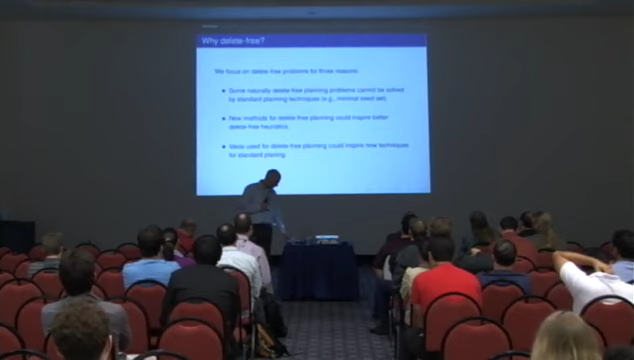 Why delete-free?
We focus on delete-free problems for three reasons:
Some naturally delete-free planning problems cannot be solved
by standard planning techniques (e.g., minimal seed set).
New methods for delete-free planning could inspire better
delete-free heuristics.
Ideas used for delete-free planning could inspire new techniques
for standard planing.